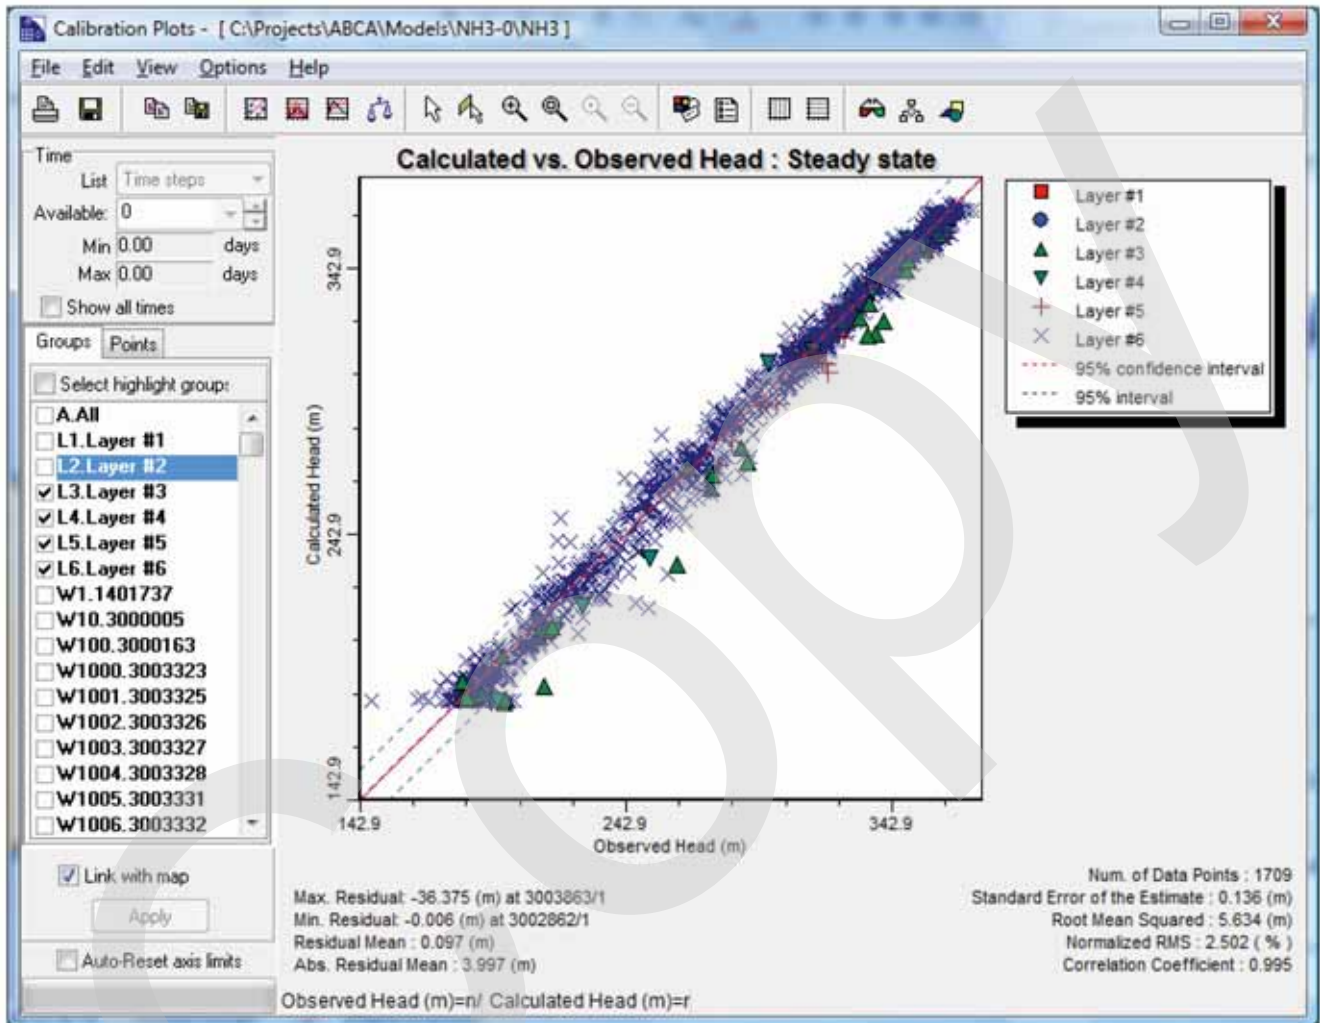 Calibration Plots - [ C:\Projects\ABCA\Models\NH3-0\NH3 ]
File Edit View Options Help
Time
List Time steps
Available: 0
Min 0.00 days
Max 0.00 days
Show all times
Groups Points
Select highlight group:
A.All
L1.Layer #1
L2.Layer #2
L3.Layer #3
L4.Layer #4
L5.Layer #5
L6.Layer #6
W1.1401737
W10.3000005
W100.3000163
W1000.3003323
W1001.3003325
W1002.3003326
W1003.3003327
W1004.3003328
W1005.3003331
W1006.3003332
Link with map
Apply
Auto-Reset axis limits
Calculated vs. Observed Head : Steady state
Calculated Head (m)
342.9
242.9
142.9
142.9 242.9 342.9
Observed Head (m)
Layer #1
Layer #2
Layer #3
Layer #4
Layer #5
Layer #6
95% confidence interval
95% interval
Max. Residual: -36.375 (m) at 3003863/1
Min. Residual: -0.006 (m) at 3002862/1
Residual Mean : 0.097 (m)
Abs. Residual Mean : 3.997 (m)
Num. of Data Points : 1709
Standard Error of the Estimate : 0.136 (m)
Root Mean Squared : 5.634 (m)
Normalized RMS : 2.502 ( % )
Correlation Coefficient : 0.995
Observed Head (m)=n/ Calculated Head (m)=r
copy